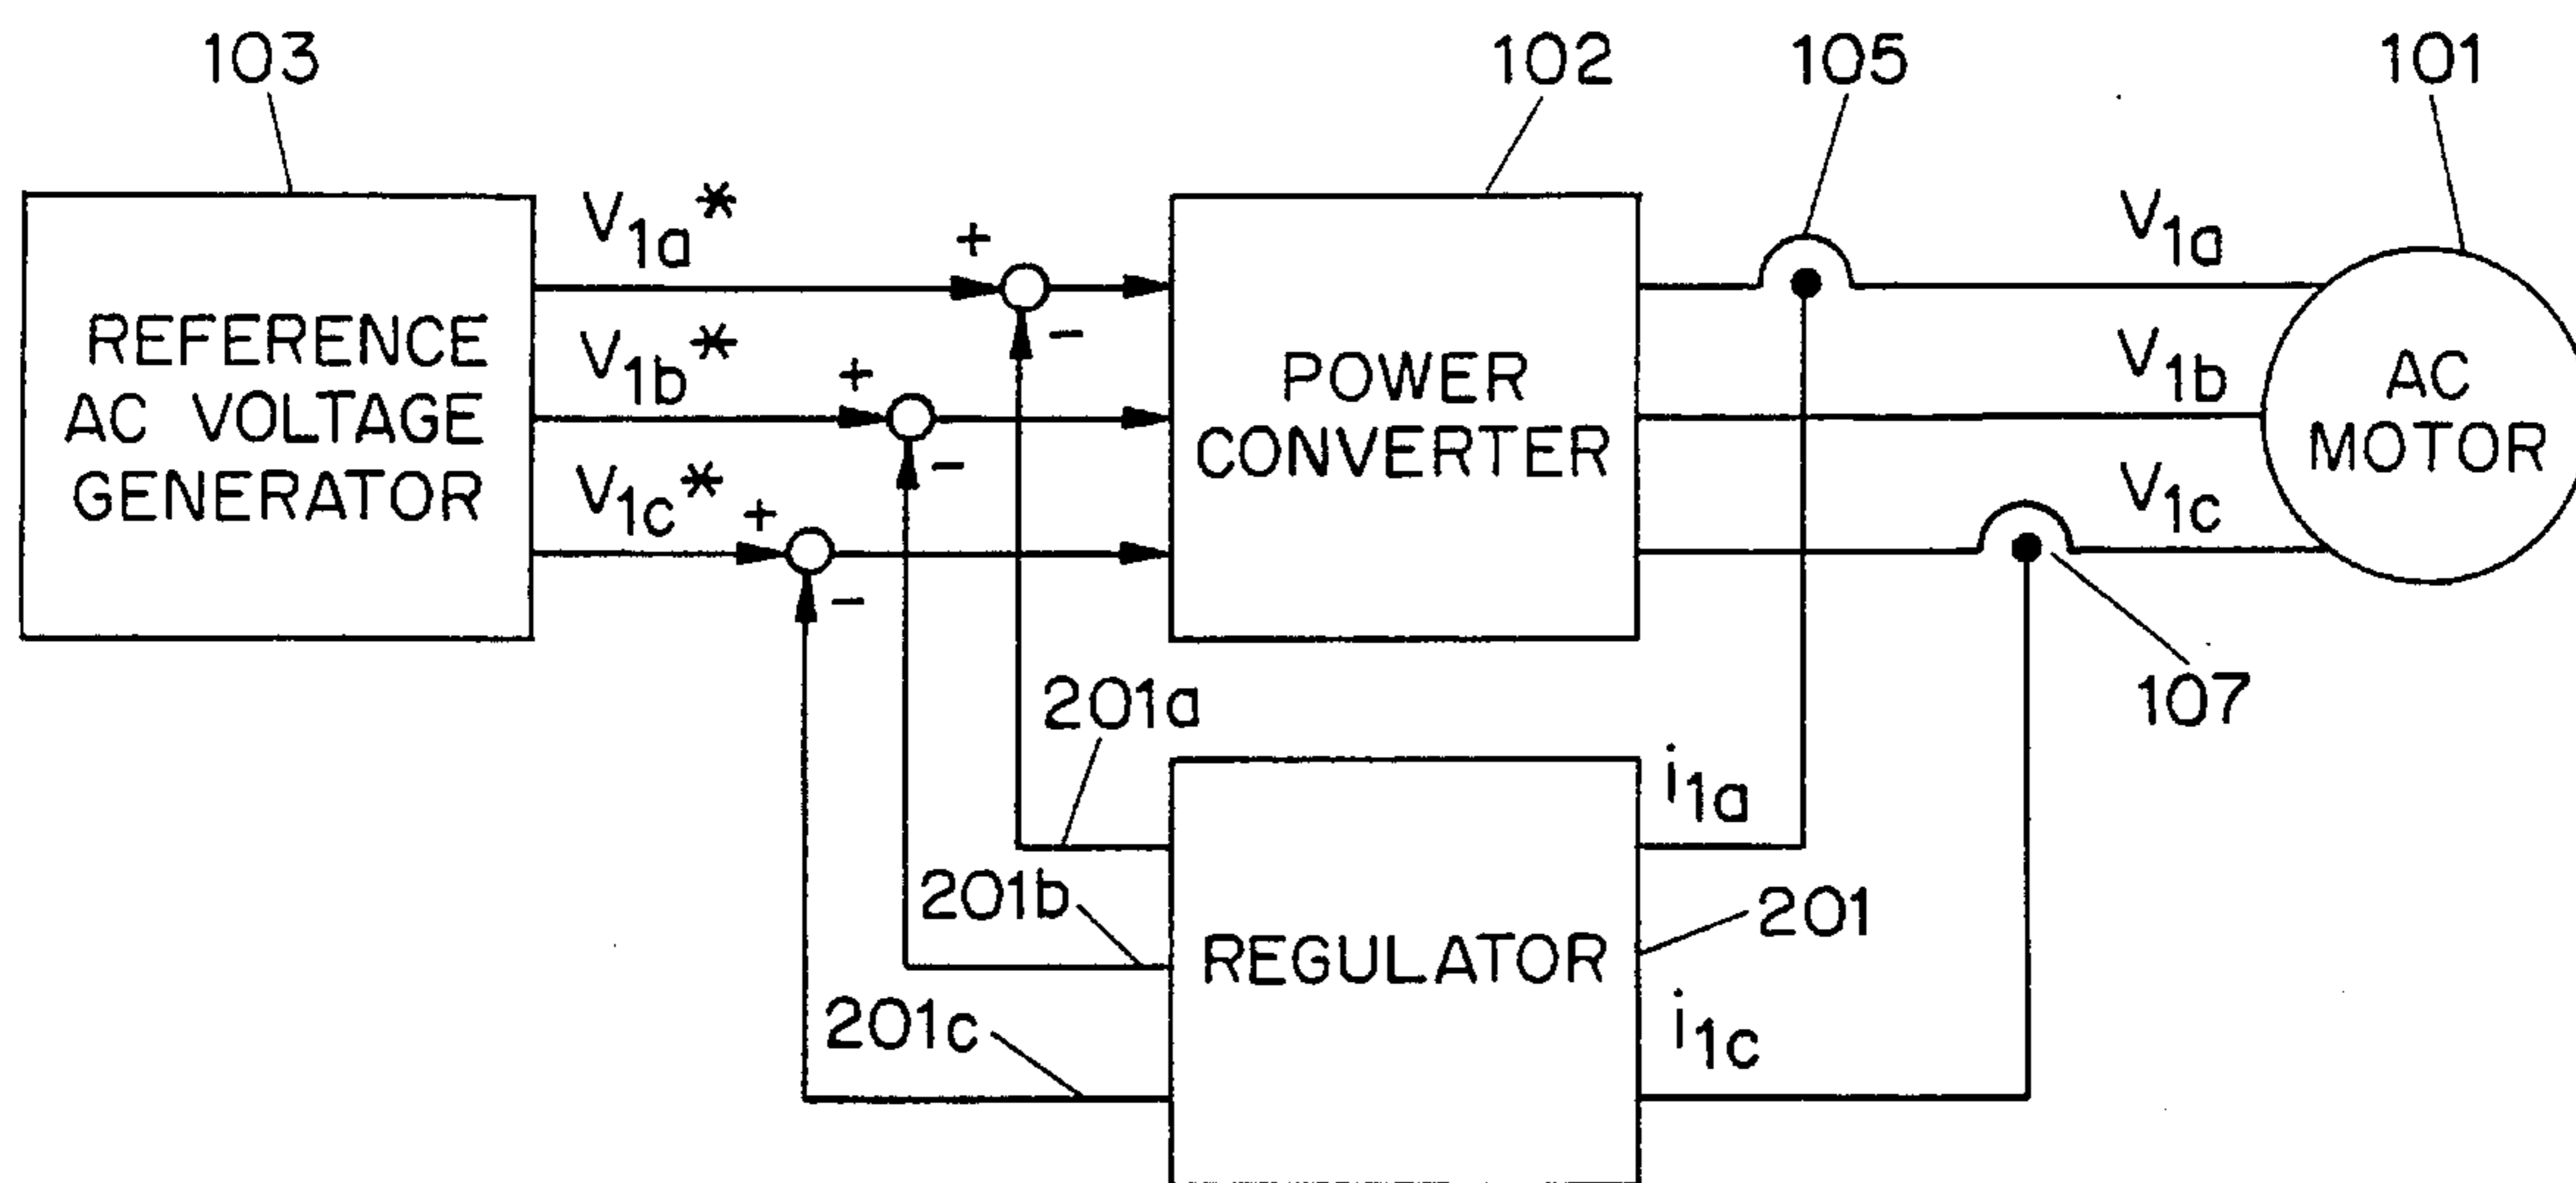 103
102
105
101
V1a*
+
-
V1a
REFERENCE
AC VOLTAGE
GENERATOR
V1b*
+
-
POWER
CONVERTER
V1b
AC
MOTOR
V1c*
+
-
V1c
107
201a
i1a
201b
201
REGULATOR
201c
i1c